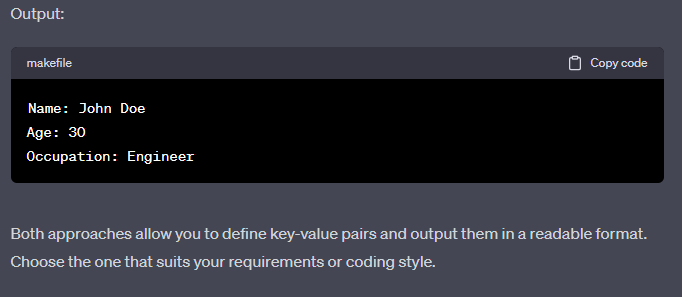 Output:
makefile Copy code
Name: John Doe
Age: 30
Occupation: Engineer
Both approaches allow you to define key-value pairs and output them in a readable format.
Choose the one that suits your requirements or coding style.